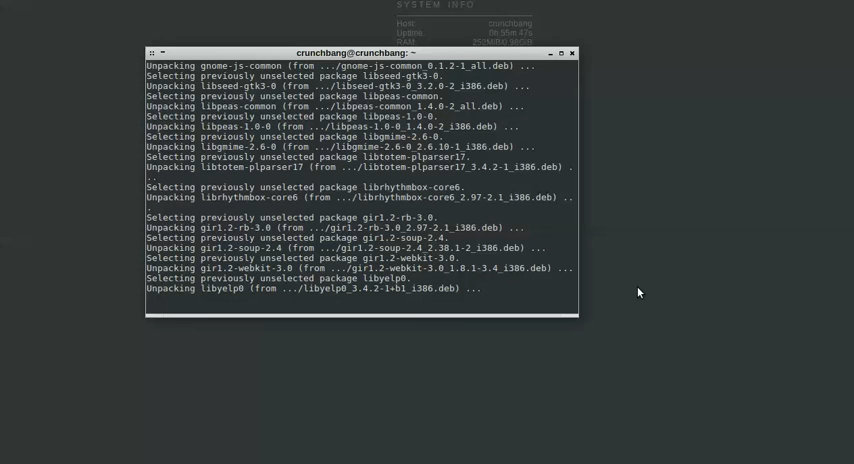 SYSTEM INFO
Host: crunchbang
Uptime: 0h 55m 47s
RAM:
crunchbang@crunchbang: ~
Unpacking gnome-js-common (from .../gnome-js-common_0.1.2-1_all.deb) ...
Selecting previously unselected package libseed-gtk3-0.
Unpacking libseed-gtk3-0 (from .../libseed-gtk3-0_3.2.0-2_i386.deb) ...
Selecting previously unselected package libpeas-common.
Unpacking libpeas-common (from .../libpeas-common_1.4.0-2_all.deb) ...
Selecting previously unselected package libpeas-1.0-0.
Unpacking libpeas-1.0-0 (from .../libpeas-1.0-0_1.4.0-2_i386.deb) ...
Selecting previously unselected package libgmime-2.6-0.
Unpacking libgmime-2.6-0 (from .../libgmime-2.6-0_2.6.10-1_i386.deb) ...
Selecting previously unselected package libtotem-plparser17.
Unpacking libtotem-plparser17 (from .../libtotem-plparser17_3.4.2-1_i386.deb) .
..
Selecting previously unselected package librhythmbox-core6.
Unpacking librhythmbox-core6 (from .../librhythmbox-core6_2.97-2.1_i386.deb) ..
.
Selecting previously unselected package gir1.2-rb-3.0.
Unpacking gir1.2-rb-3.0 (from .../gir1.2-rb-3.0_2.97-2.1_i386.deb) ...
Selecting previously unselected package gir1.2-soup-2.4.
Unpacking gir1.2-soup-2.4 (from .../gir1.2-soup-2.4_2.38.1-2_i386.deb) ...
Selecting previously unselected package gir1.2-webkit-3.0.
Unpacking gir1.2-webkit-3.0 (from .../gir1.2-webkit-3.0_1.8.1-3.4_i386.deb) ...
Selecting previously unselected package libyelp0.
Unpacking libyelp0 (from .../libyelp0_3.4.2-1+b1_i386.deb) ...